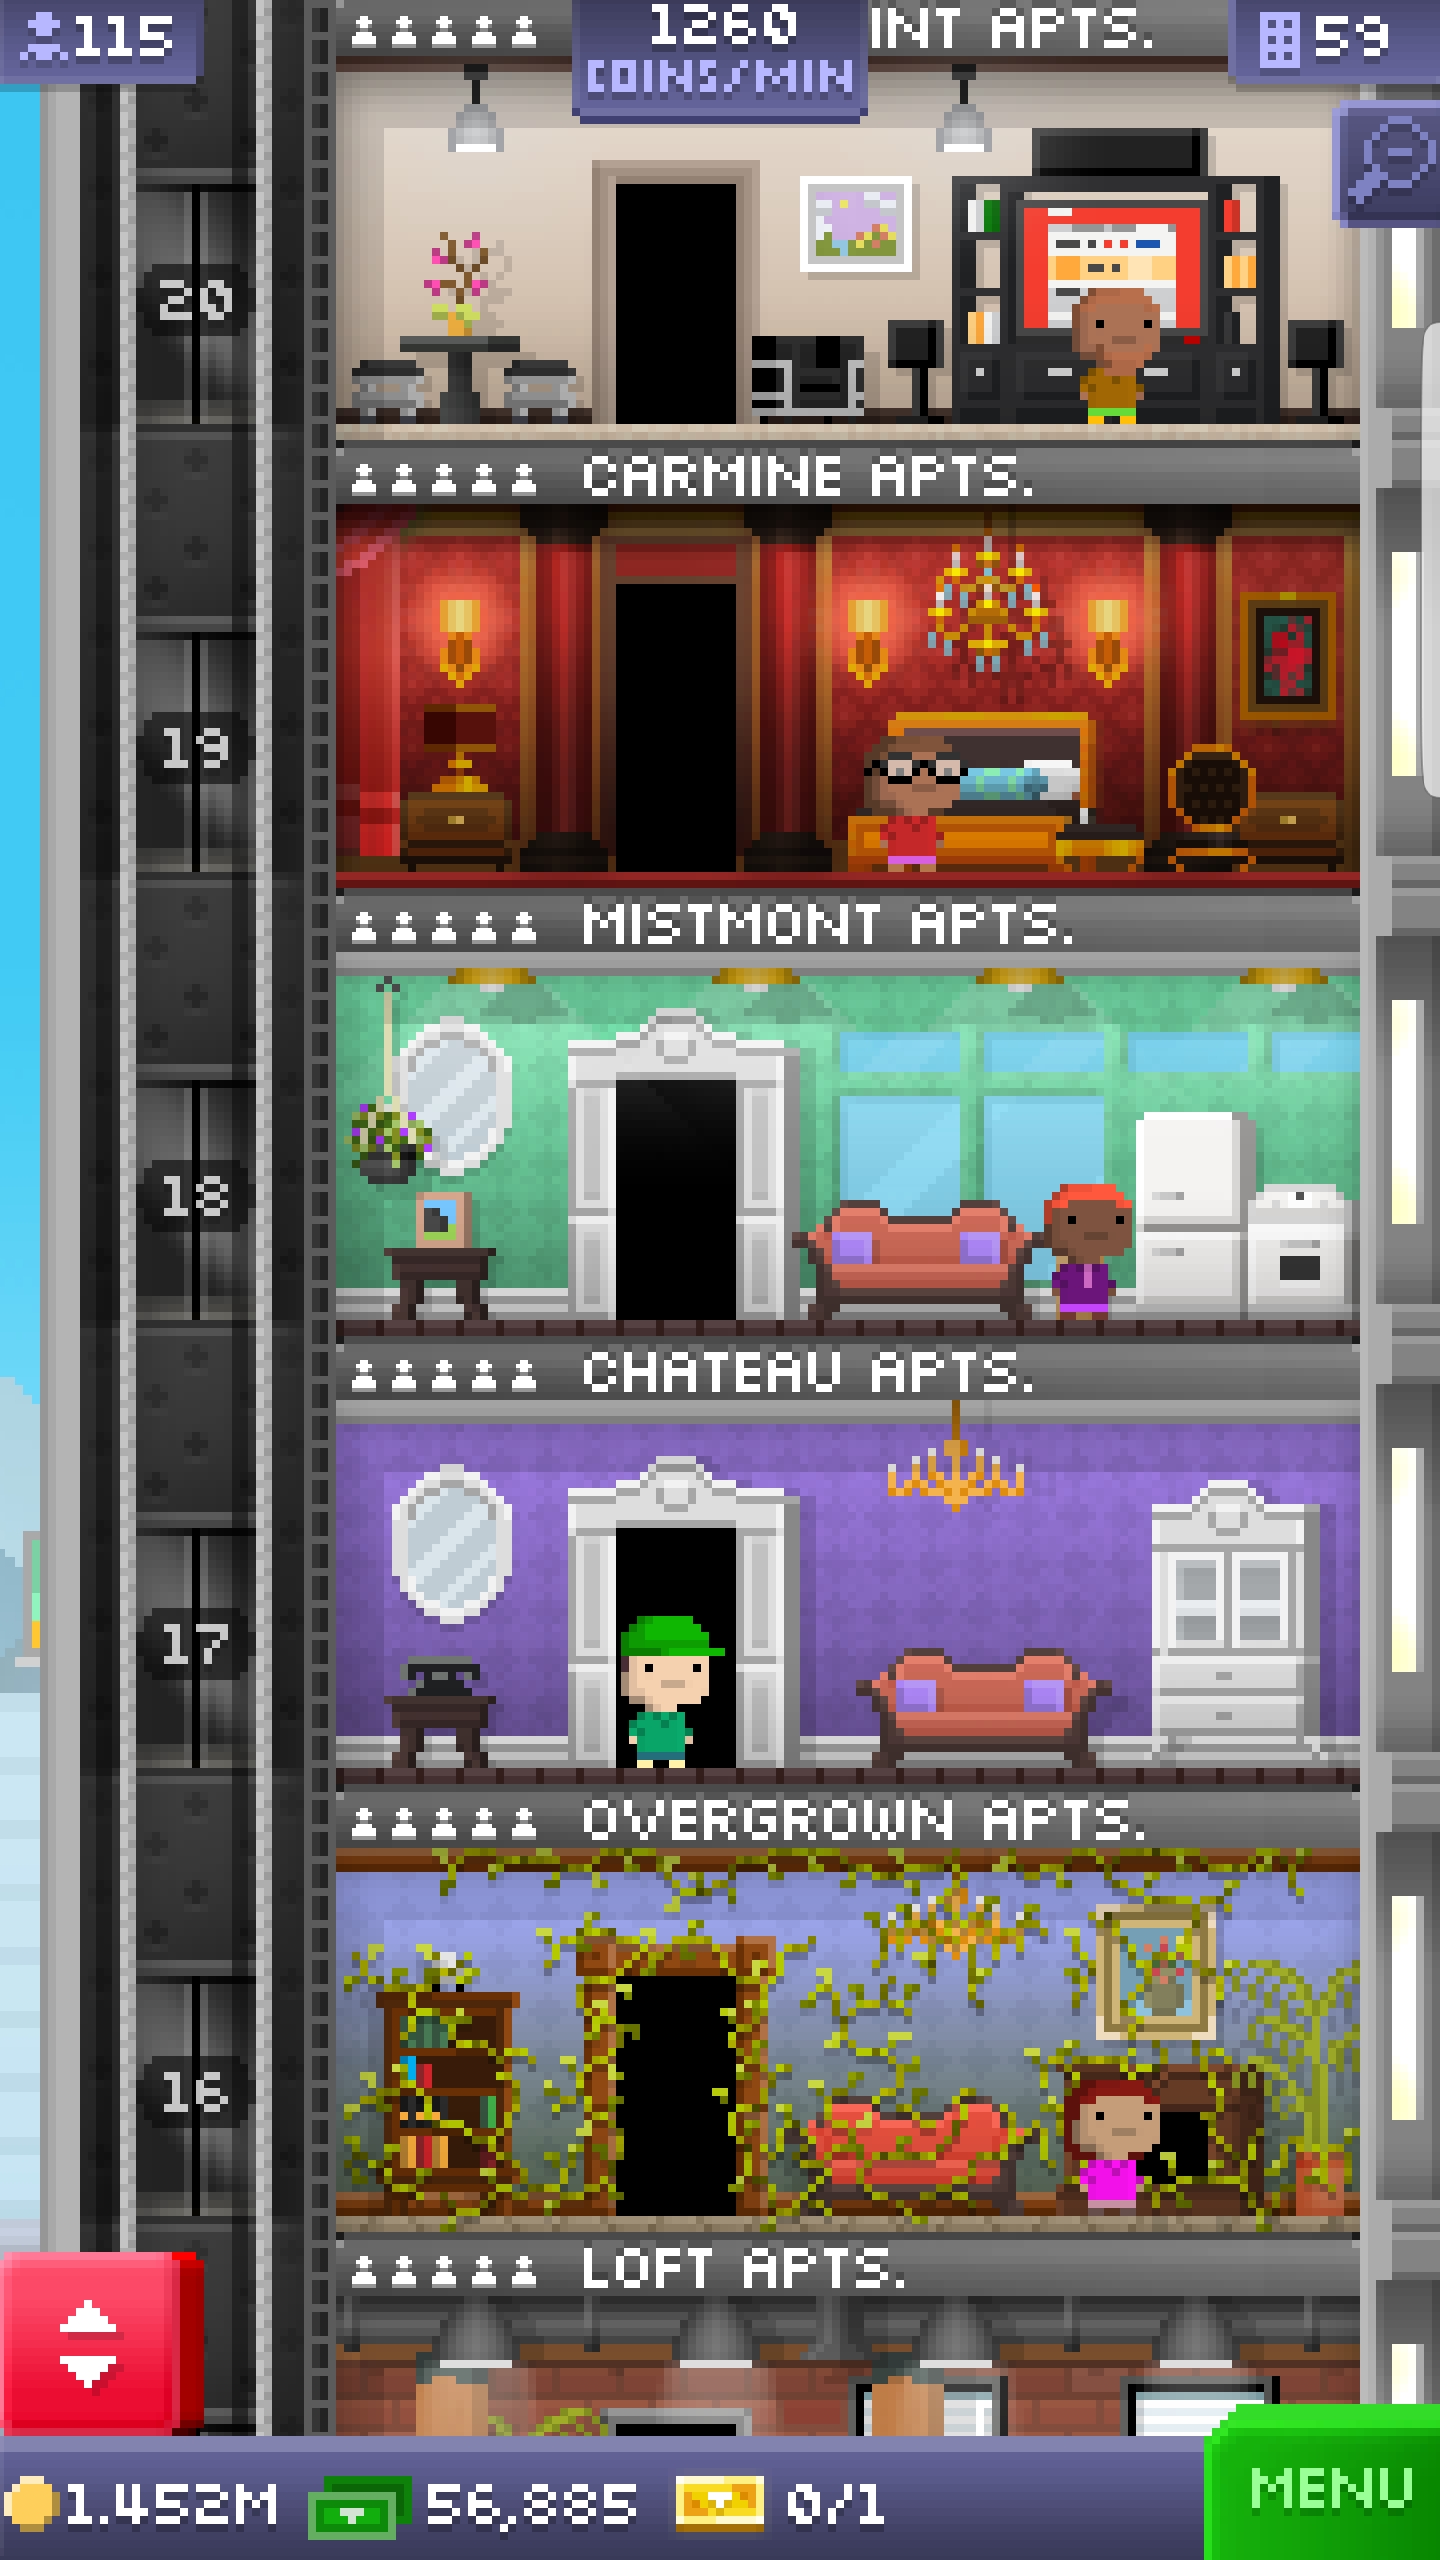 115
1260
COINS/MIN
INT APTS.
59
20
CARMINE APTS.
19
MISTMONT APTS.
18
CHATEAU APTS.
17
OVERGROWN APTS.
16
LOFT APTS.
1.452M 56,885 0/1
MENU